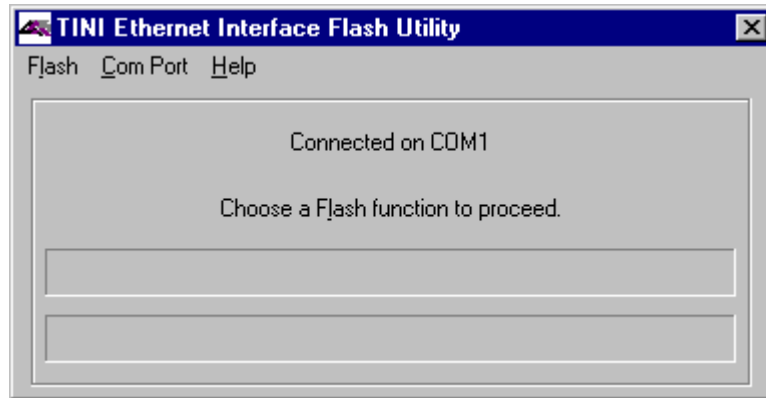 TINI Ethernet Interface Flash Utility
Flash Com Port Help
Connected on COM1
Choose a Flash function to proceed.